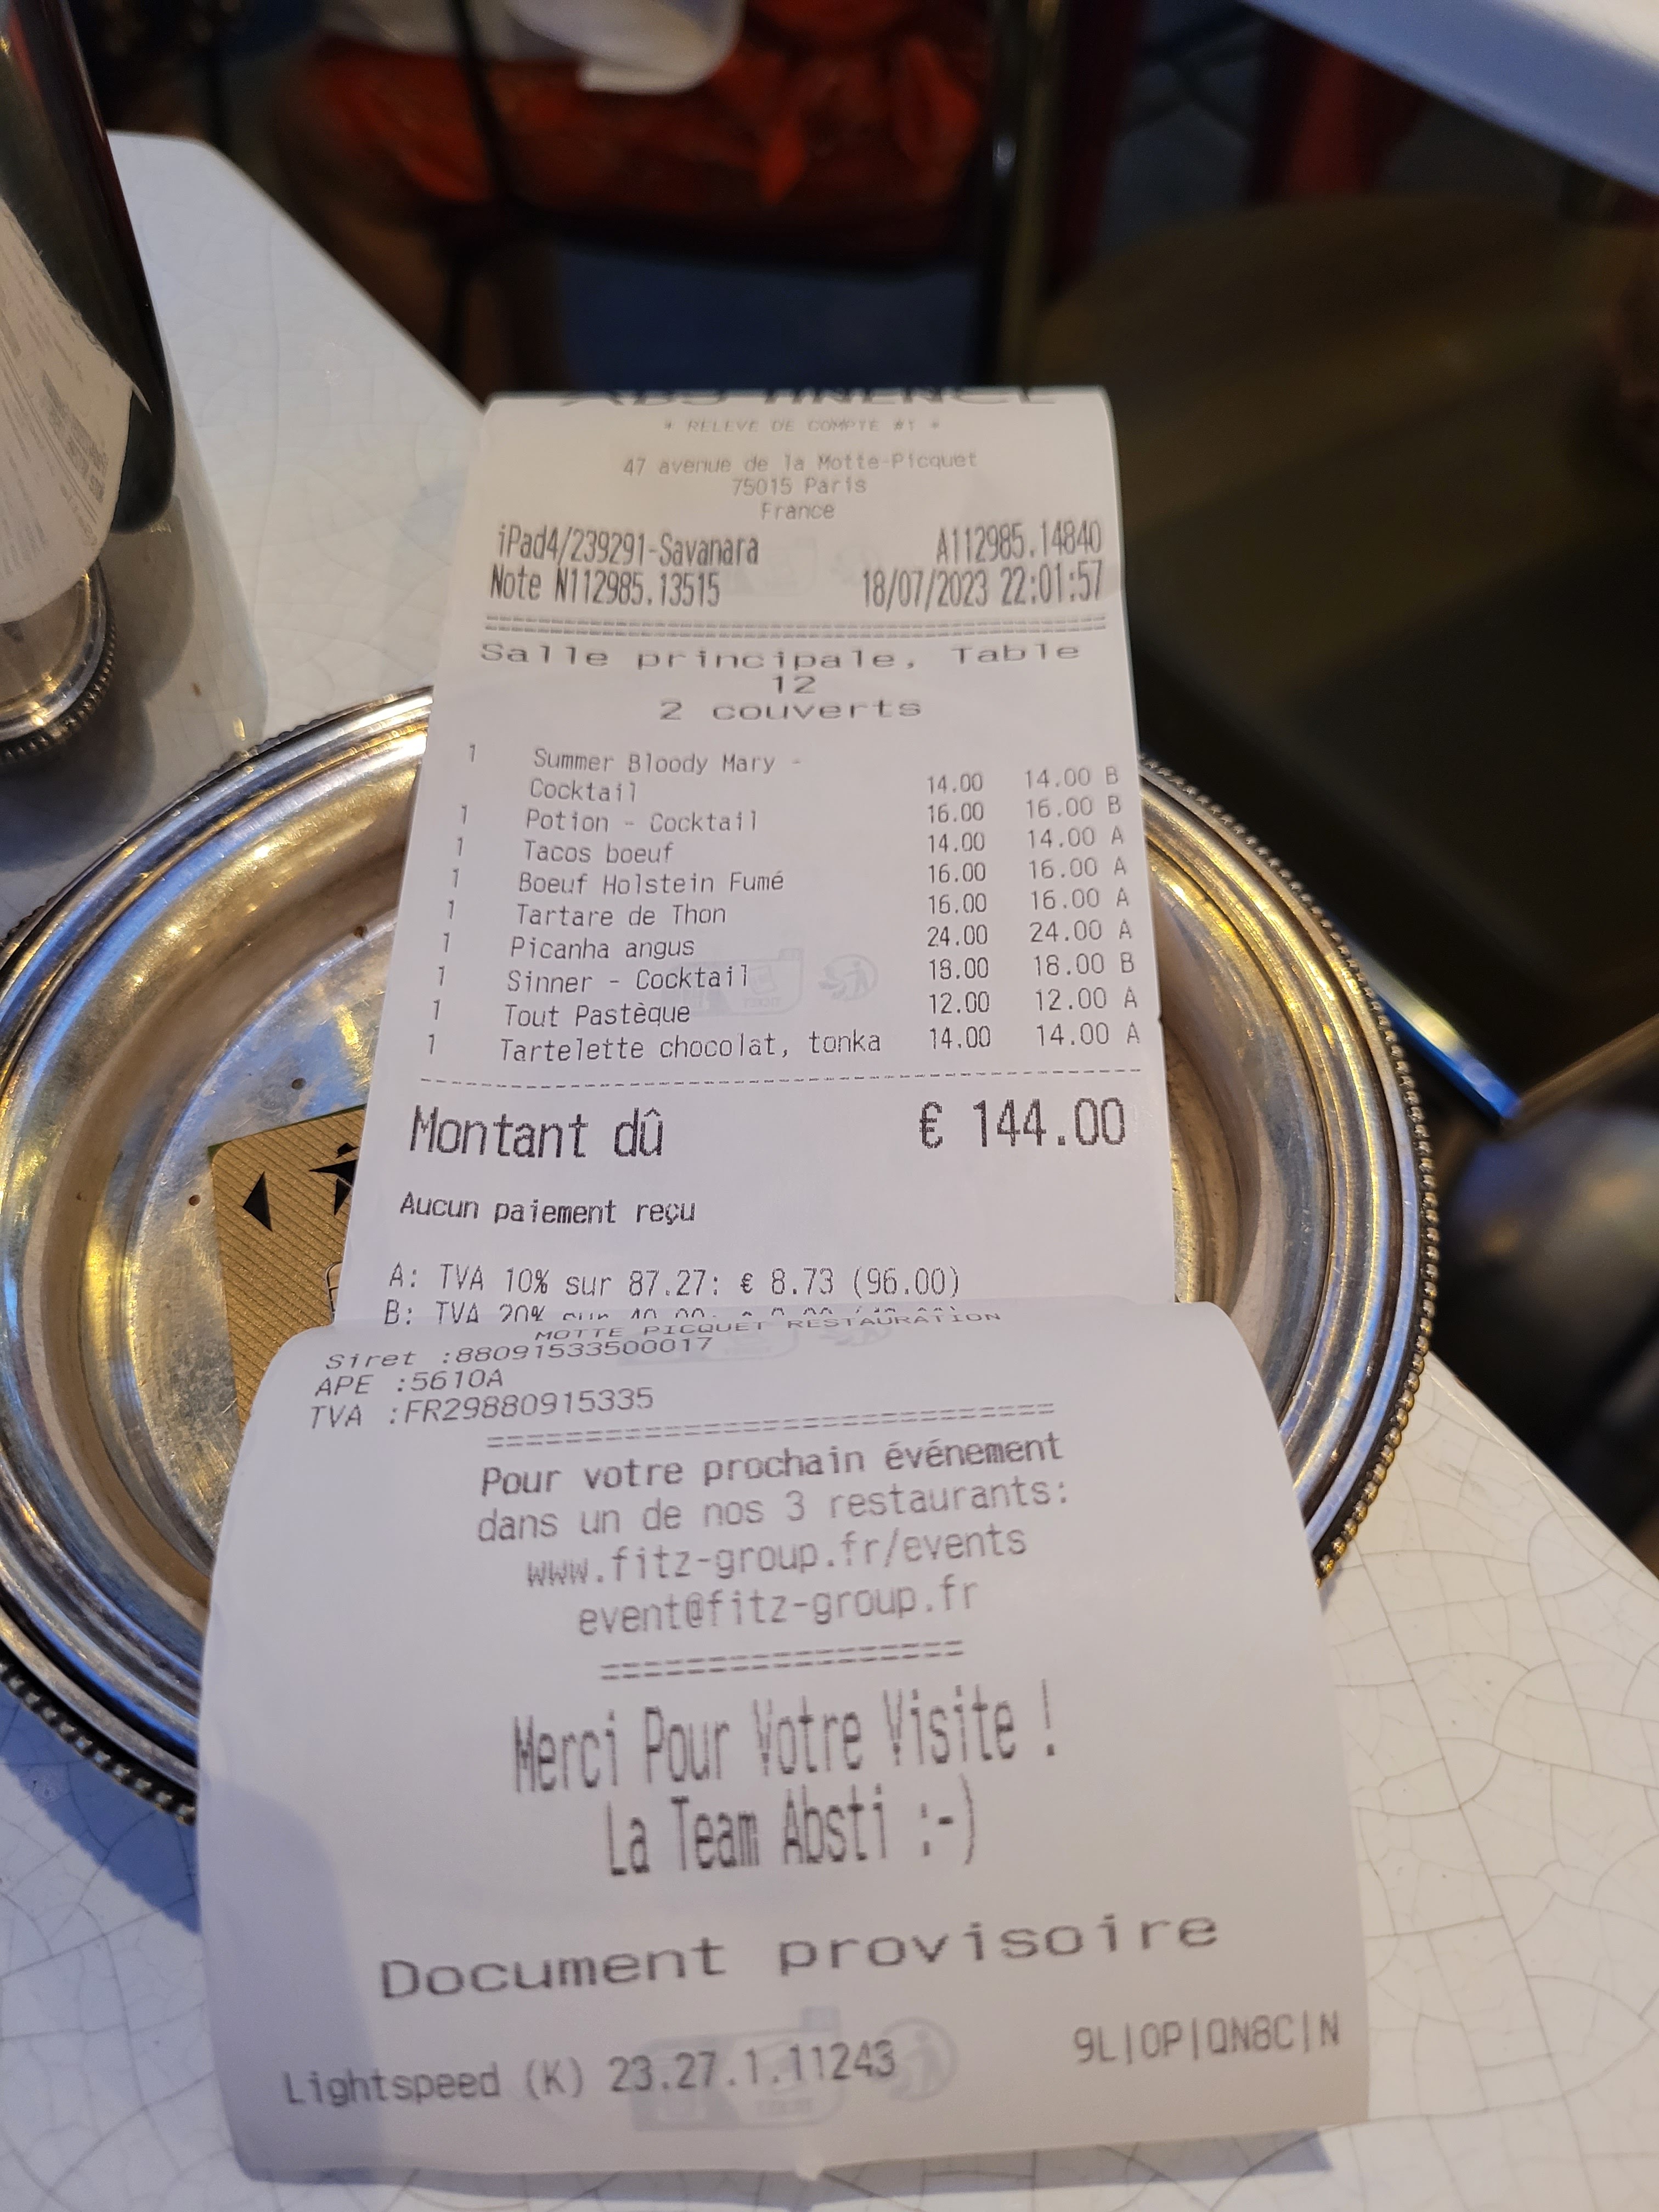 ABSTINENCE
* RELEVE DE COMPTE #1 *
47 avenue de la Motte-Picquet
75015 Paris
France
iPad4/239291-Savanara A112985.14840
Note N112985.13515 18/07/2023 22:01:57
Salle principale, Table
12
2 couverts
1 Summer Bloody Mary -
Cocktail 14.00 14.00 B
1 Potion - Cocktail 16.00 16.00 B
1 Tacos boeuf 14.00 14.00 A
1 Boeuf Holstein Fumé 16.00 16.00 A
1 Tartare de Thon 16.00 16.00 A
1 Picanha angus 24.00 24.00 A
1 Sinner - Cocktail 18.00 18.00 B
1 Tout Pastèque 12.00 12.00 A
1 Tartelette chocolat, tonka 14.00 14.00 A
Montant dû € 144.00
Aucun paiement reçu
A: TVA 10% sur 87.27: € 8.73 (96.00)
B: TVA 20% sur 40.00: €
MOTTE PICQUET RESTAURATION
Siret :88091533500017
APE :5610A
TVA :FR29880915335
=============================
Pour votre prochain événement
dans un de nos 3 restaurants:
www.fitz-group.fr/events
event@fitz-group.fr
==================
Merci Pour Votre Visite !
La Team Absti :-)
Document provisoire
Lightspeed (K) 23.27.1.11243 9L|OP|QN8C|N